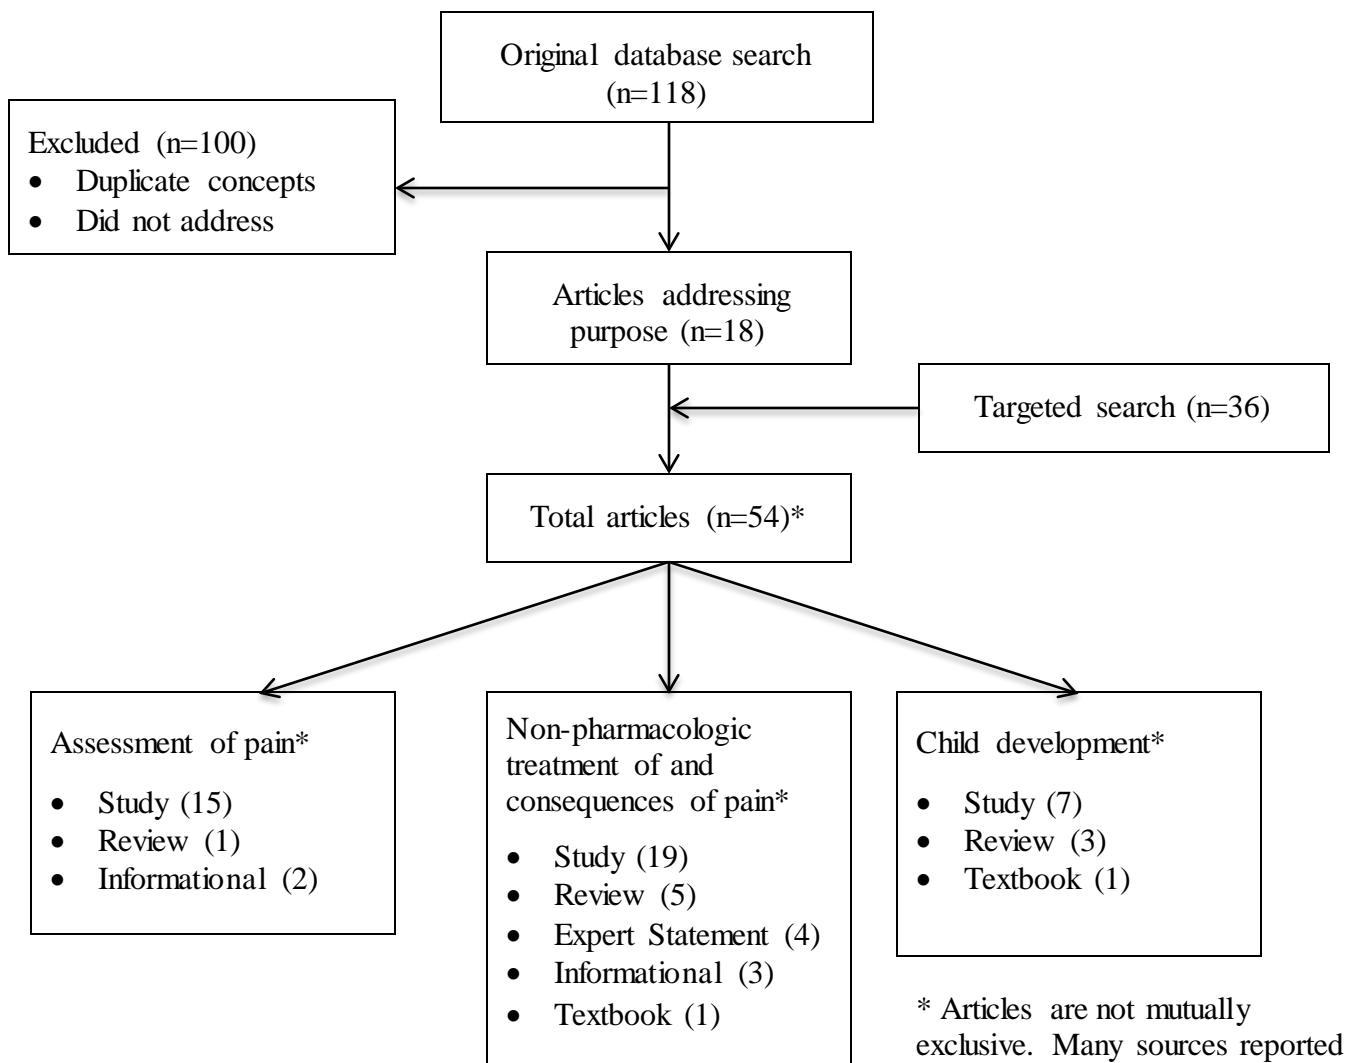 Original database search
(n=118)
Excluded (n=100)
• Duplicate concepts
• Did not address
Articles addressing
purpose (n=18)
Targeted search (n=36)
Total articles (n=54)*
Assessment of pain*
• Study (15)
• Review (1)
• Informational (2)
Non-pharmacologic
treatment of and
consequences of pain*
• Study (19)
• Review (5)
• Expert Statement (4)
• Informational (3)
• Textbook (1)
Child development*
• Study (7)
• Review (3)
• Textbook (1)
* Articles are not mutually
exclusive. Many sources reported